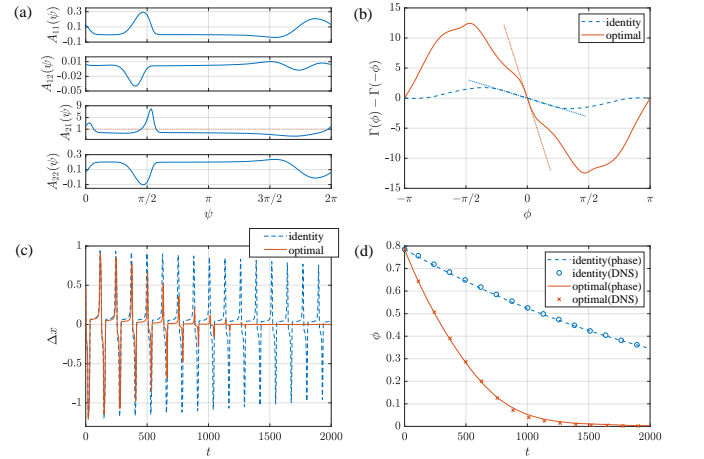 (a)
A₁₁(ψ)
0.3
0.1
-0.1
A₁₂(ψ)
0.01
-0.02
-0.05
A₂₁(ψ)
9
5
1
A₂₂(ψ)
0.3
0.1
-0.1
0
π/2
π
3π/2
2π
ψ
(b)
Γ(ϕ) − Γ(−ϕ)
15
10
5
0
-5
-10
-15
−π
−π/2
0
π/2
π
ϕ
identity
optimal
(c)
Δx
1
0.5
0
-0.5
-1
0
500
1000
1500
2000
t
identity
optimal
(d)
ϕ
0.8
0.7
0.6
0.5
0.4
0.3
0.2
0.1
0
0
500
1000
1500
2000
t
identity(phase)
identity(DNS)
optimal(phase)
optimal(DNS)